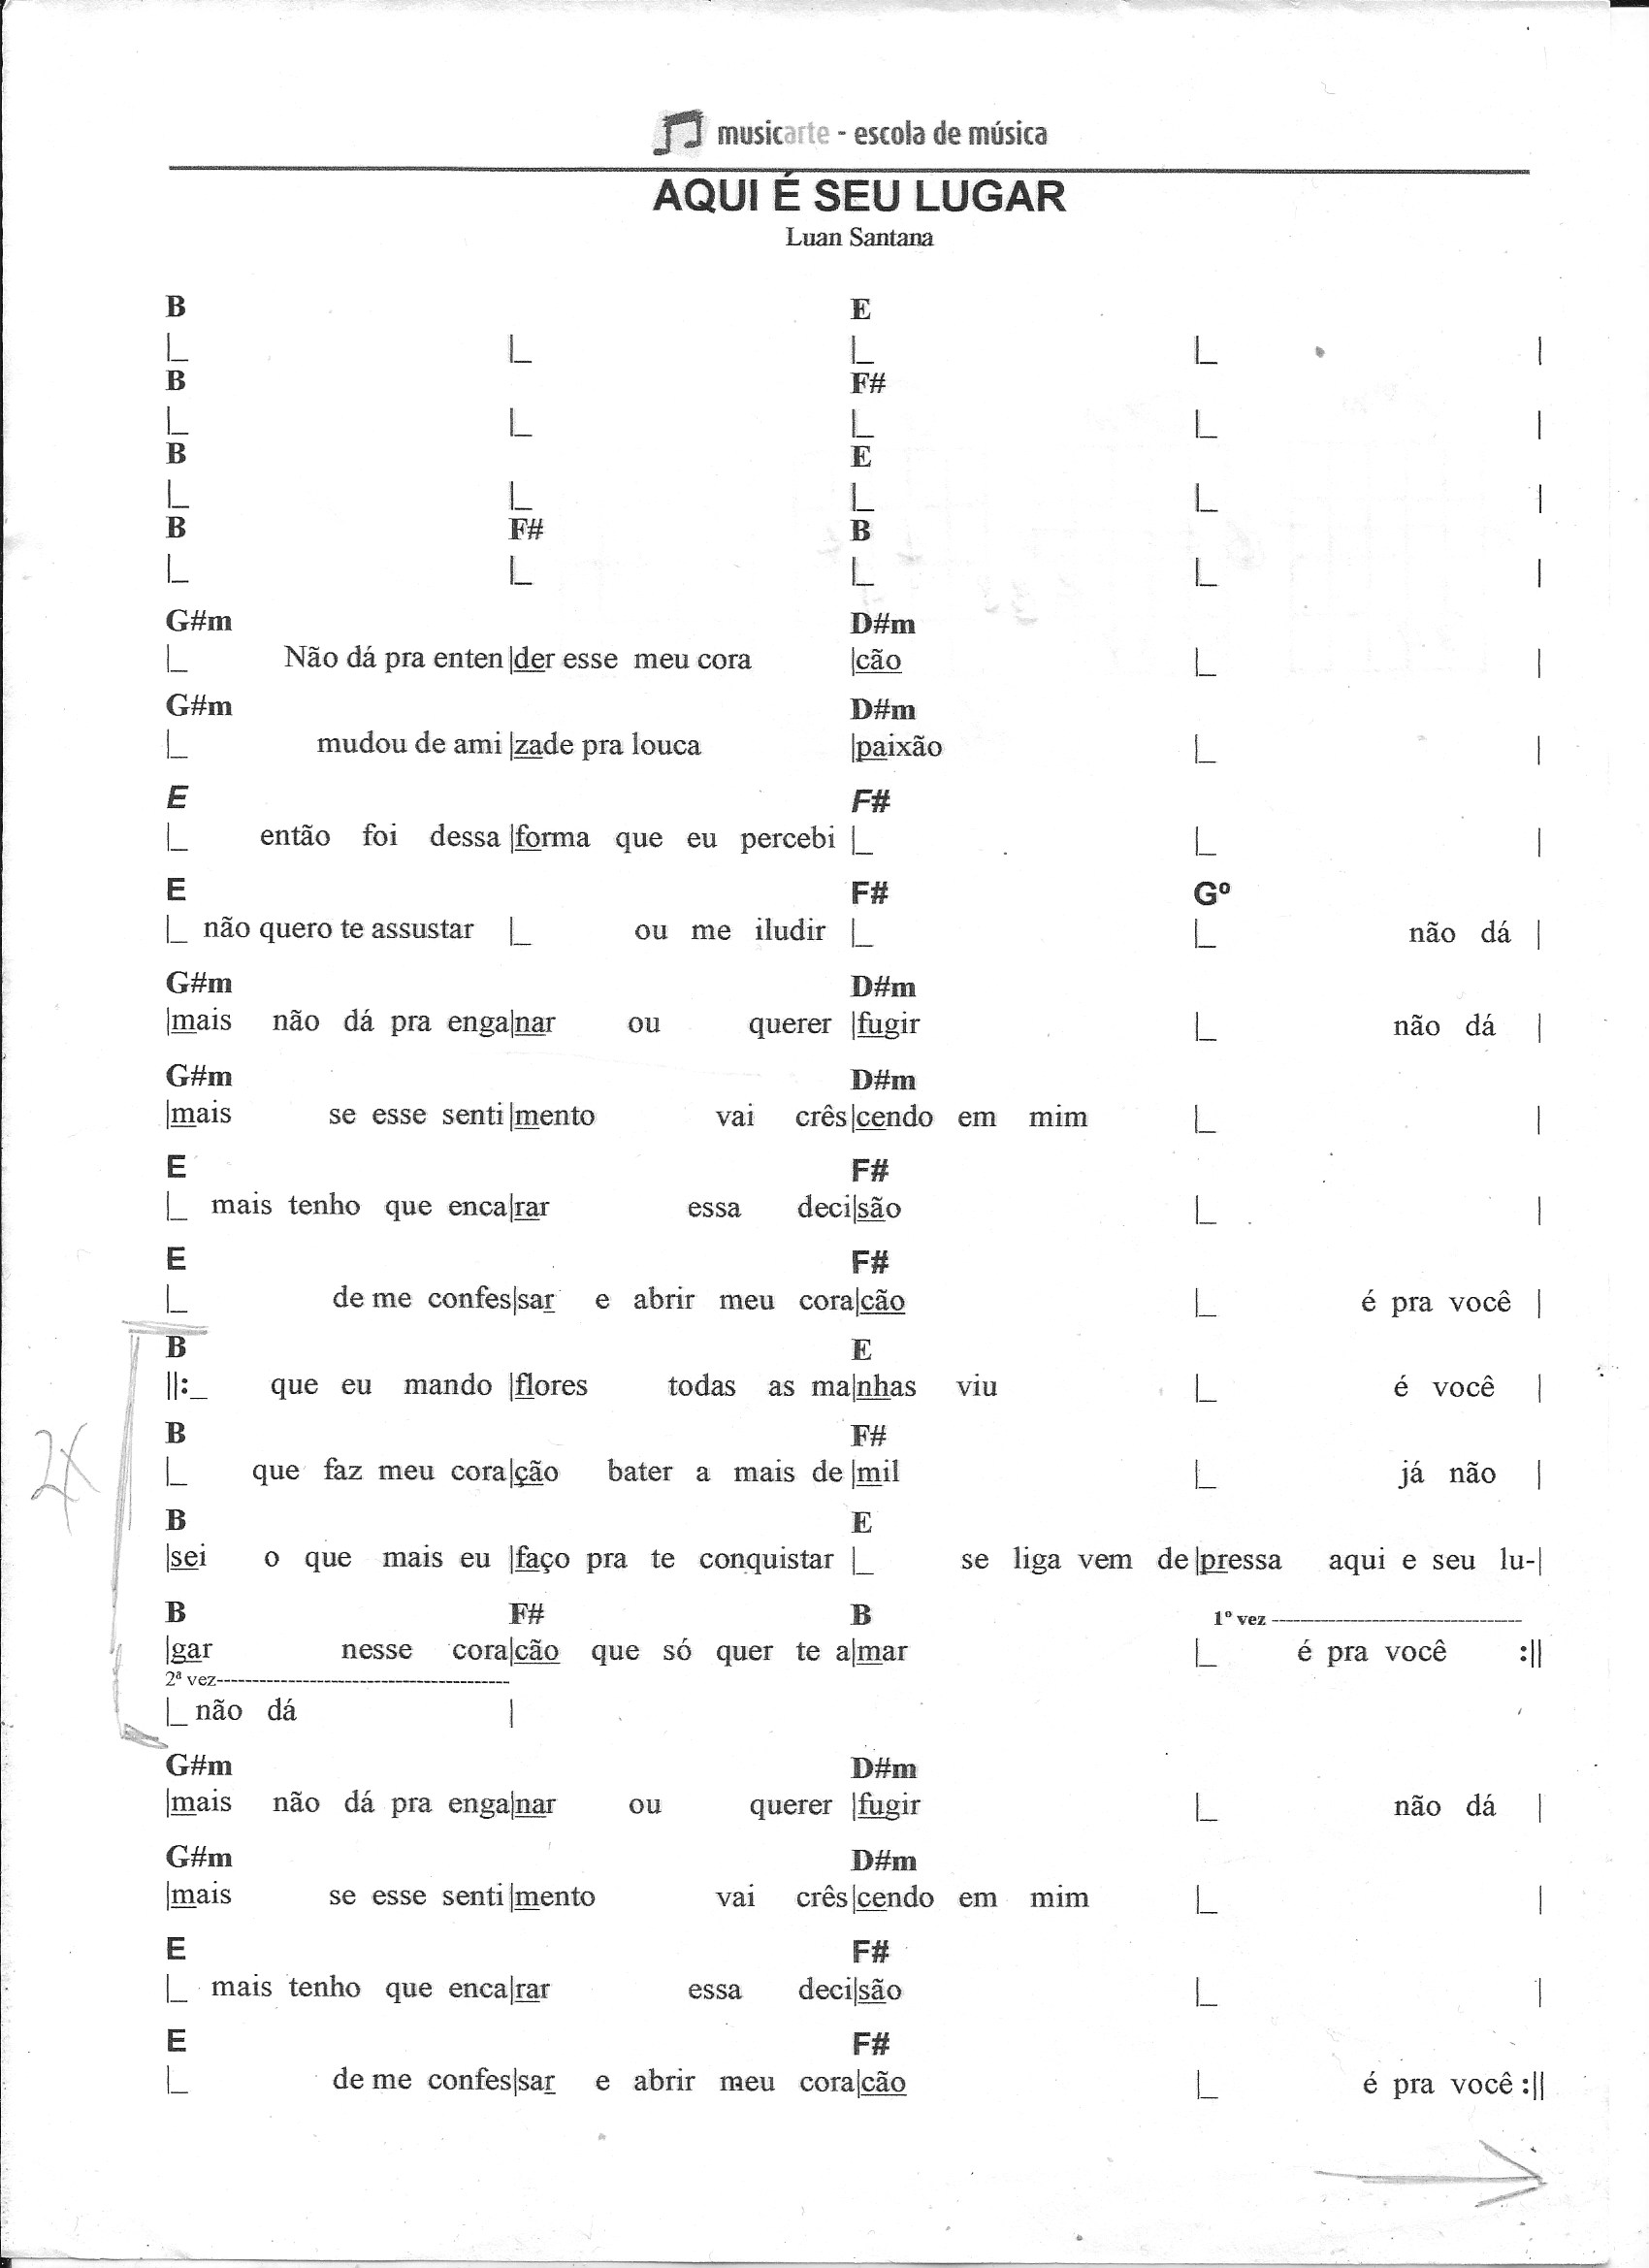 musicarte - escola de música
AQUI É SEU LUGAR
Luan Santana
B E
|_ |_ |_ |_ |
B F#
|_ |_ |_ |_ |
B E
|_ |_ |_ |_ |
B F# B
|_ |_ |_ |_ |
G#m D#m
|_ Não dá pra enten |der esse meu cora |cão |_ |
G#m D#m
|_ mudou de ami |zade pra louca |paixão |_ |
E F#
|_ então foi dessa |forma que eu percebi |_ |_ |
E F# Gº
|_ não quero te assustar |_ ou me iludir |_ |_ não dá |
G#m D#m
|mais não dá pra enga|nar ou querer |fugir |_ não dá |
G#m D#m
|mais se esse senti |mento vai crês|cendo em mim |_ |
E F#
|_ mais tenho que enca|rar essa deci|são |_ |
E F#
|_ de me confes|sar e abrir meu cora|cão |_ é pra você |
B E
||:_ que eu mando |flores todas as ma|nhas viu |_ é você |
2X
B F#
|_ que faz meu cora|ção bater a mais de |mil |_ já não |
B E
|sei o que mais eu |faço pra te conquistar |_ se liga vem de |pressa aqui e seu lu-|
B F# B 1º vez ---------------------------------
|gar nesse cora|cão que só quer te a|mar |_ é pra você :||
2ª vez-----------------------------------------
|_ não dá |
G#m D#m
|mais não dá pra enga|nar ou querer |fugir |_ não dá |
G#m D#m
|mais se esse senti |mento vai crês|cendo em mim |_ |
E F#
|_ mais tenho que enca|rar essa deci|são |_ |
E F#
|_ de me confes|sar e abrir meu cora|cão |_ é pra você :||